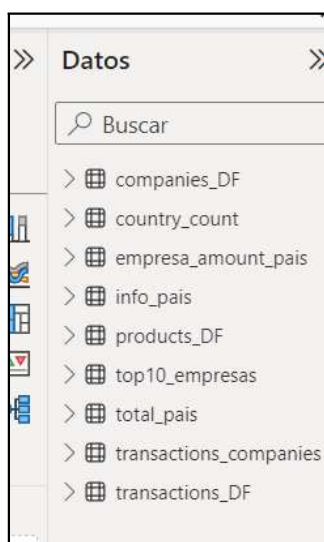 Datos
Buscar
companies_DF
country_count
empresa_amount_pais
info_pais
products_DF
top10_empresas
total_pais
transactions_companies
transactions_DF